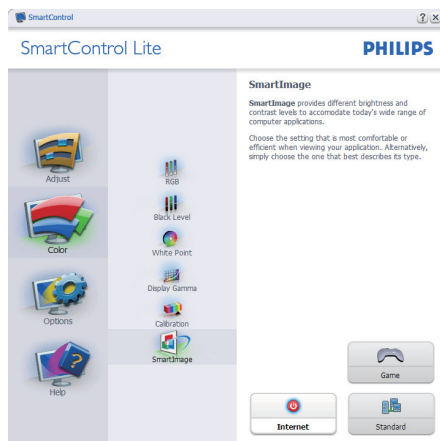 SmartControl
SmartControl Lite
PHILIPS
Adjust
Color
Options
Help
RGB
Black Level
White Point
Display Gamma
Calibration
SmartImage
SmartImage
SmartImage provides different brightness and
contrast levels to accomodate today's wide range of
computer applications.
Choose the setting that is most comfortable or
efficient when viewing your application. Alternatively,
simply choose the one that best describes its type.
Game
Internet
Standard